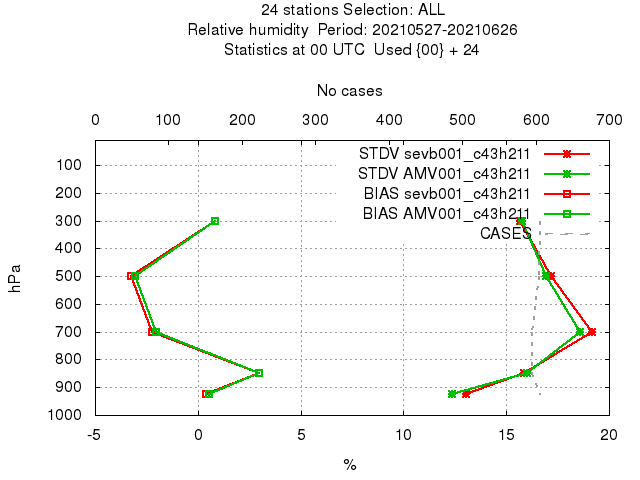 24 stations Selection: ALL
Relative humidity  Period: 20210527-20210626
Statistics at 00 UTC  Used {00} + 24
No cases
0 100 200 300 400 500 600 700
STDV sevb001_c43h211
STDV AMV001_c43h211
BIAS sevb001_c43h211
BIAS AMV001_c43h211
CASES
100
200
300
400
500
600
700
800
900
1000
hPa
-5 0 5 10 15 20
%